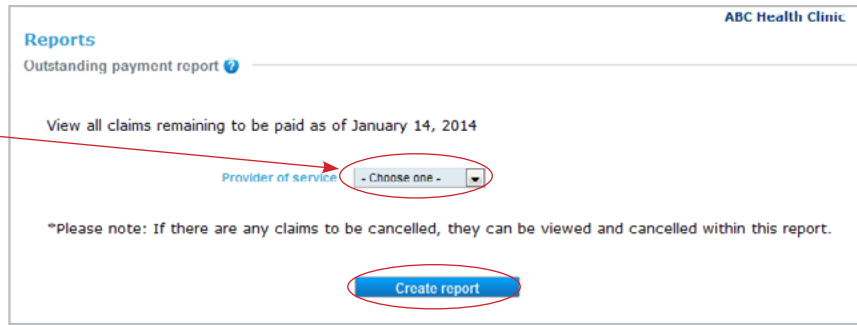 ABC Health Clinic
Reports
Outstanding payment report ?
View all claims remaining to be paid as of January 14, 2014
Provider of service - Choose one -
*Please note: If there are any claims to be cancelled, they can be viewed and cancelled within this report.
Create report